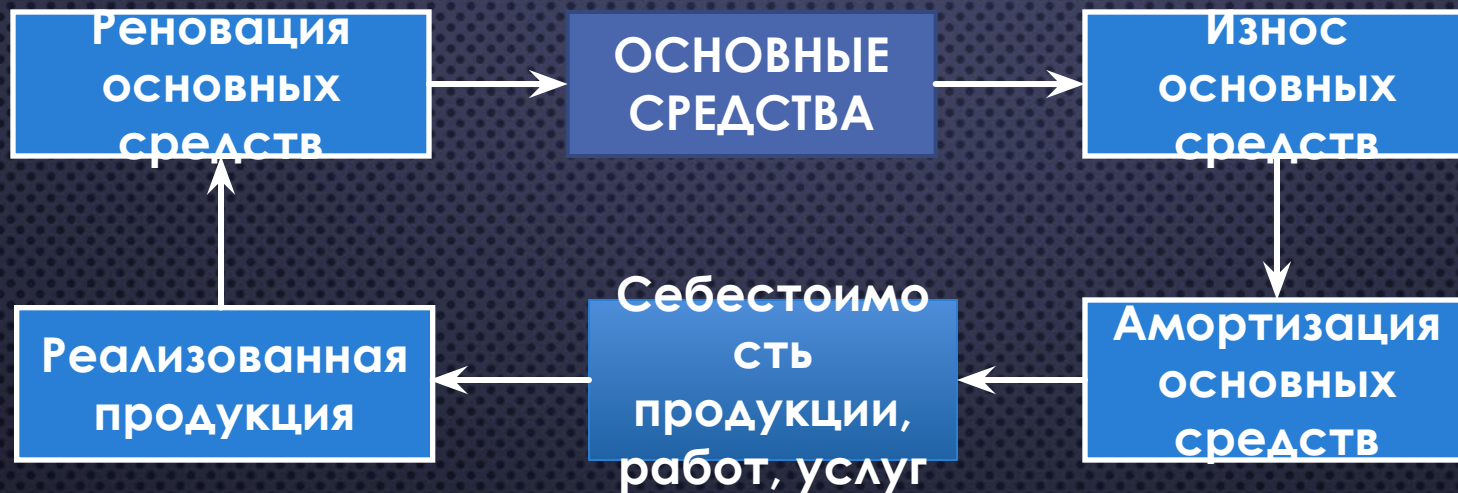 Реновация
основных
средств
ОСНОВНЫЕ
СРЕДСТВА
Износ
основных
средств
Реализованная
продукция
Себестоимо
сть
продукции,
работ, услуг
Амортизация
основных
средств